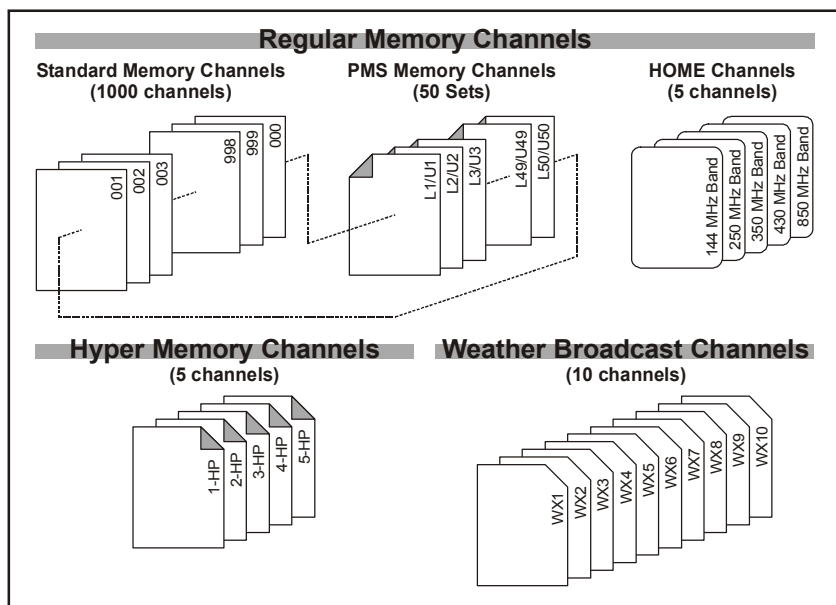 Regular Memory Channels
Standard Memory Channels
(1000 channels)
001
002
003
998
999
000
PMS Memory Channels
(50 Sets)
L1/U1
L2/U2
L3/U3
L49/U49
L50/U50
HOME Channels
(5 channels)
144 MHz Band
250 MHz Band
350 MHz Band
430 MHz Band
850 MHz Band
Hyper Memory Channels
(5 channels)
1-HP
2-HP
3-HP
4-HP
5-HP
Weather Broadcast Channels
(10 channels)
WX1
WX2
WX3
WX4
WX5
WX6
WX7
WX8
WX9
WX10